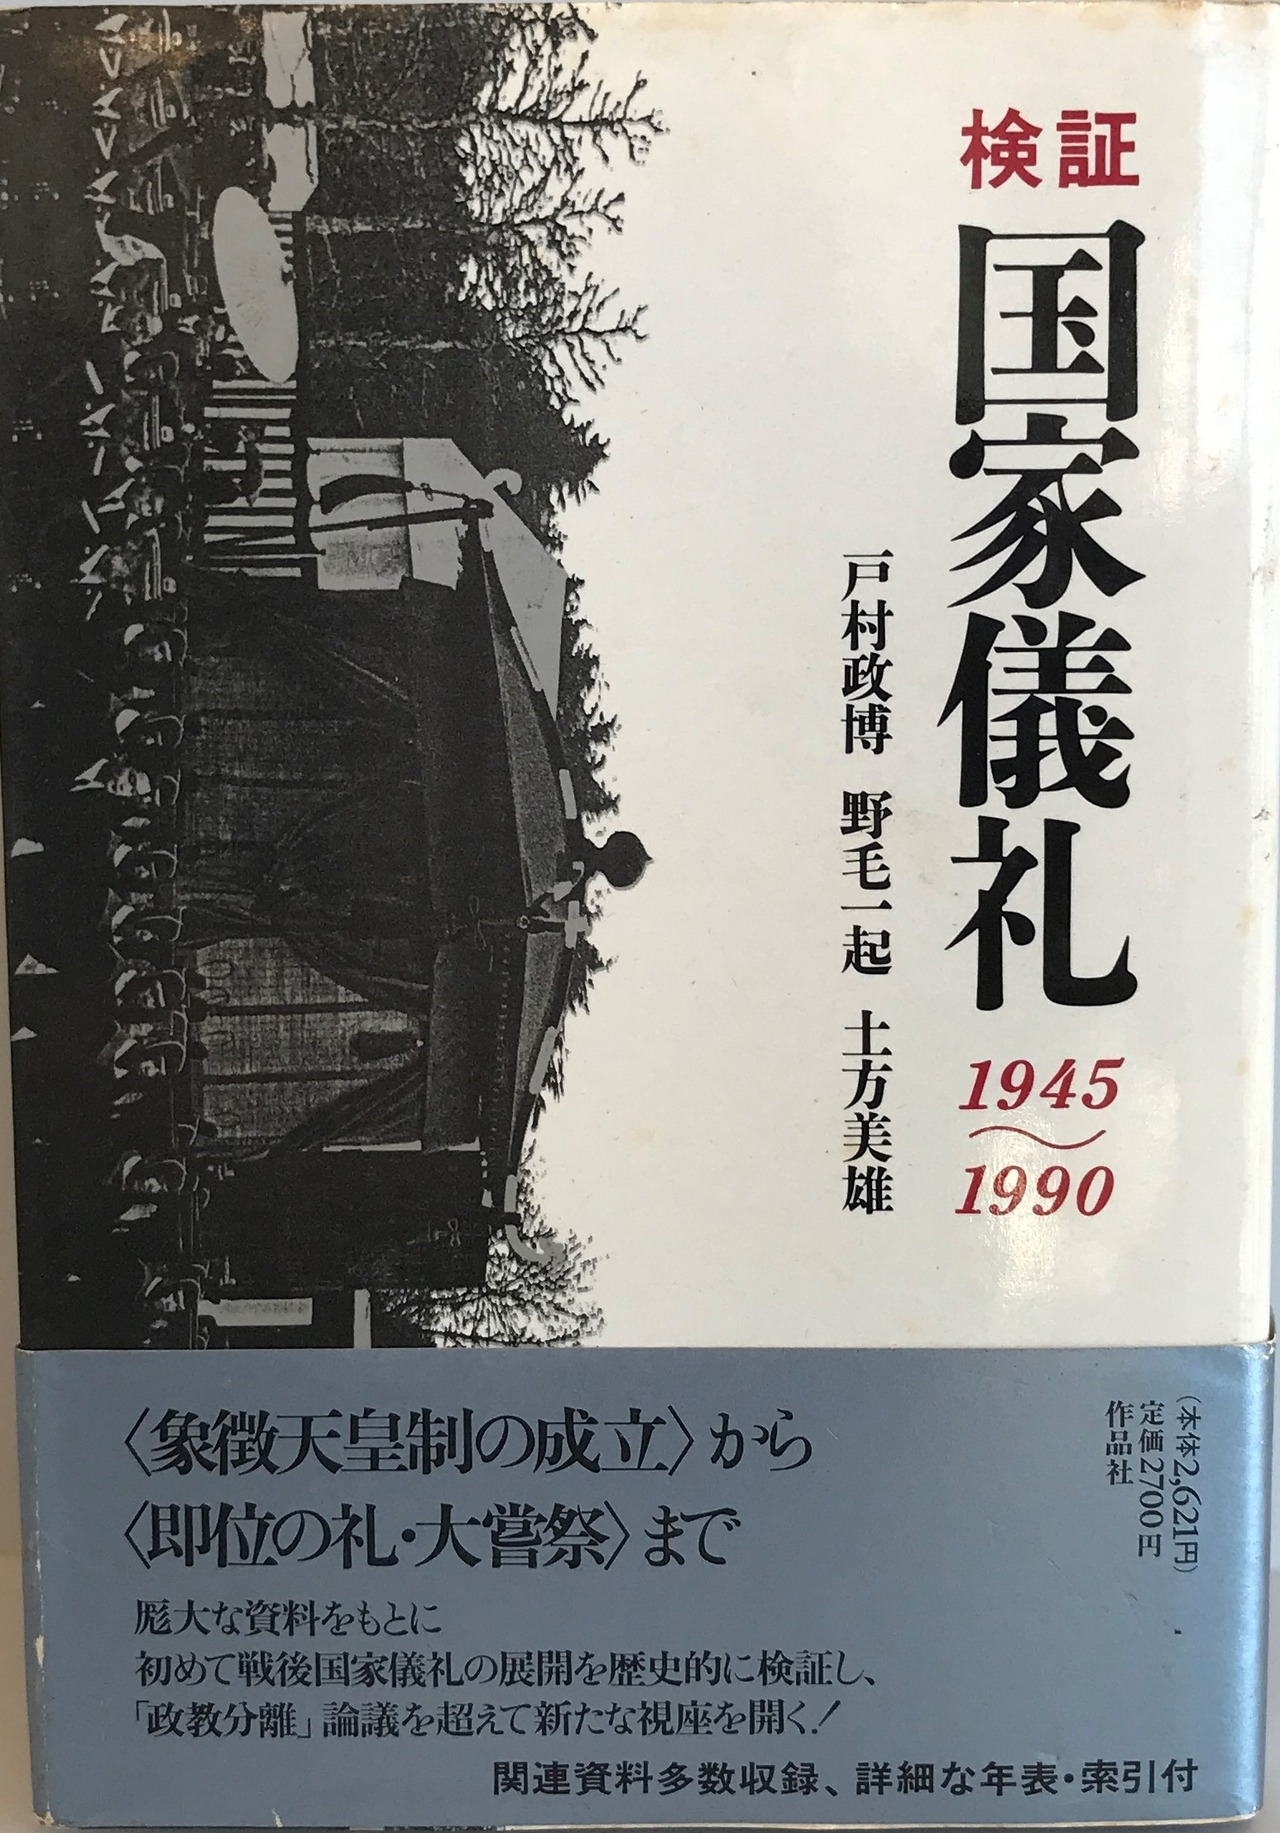 検証
国家儀礼
1945
〜
1990
戸村政博 野毛一起 土方美雄
〈象徴天皇制の成立〉から
〈即位の礼・大嘗祭〉まで
厖大な資料をもとに
初めて戦後国家儀礼の展開を歴史的に検証し、
「政教分離」論議を超えて新たな視座を開く！
関連資料多数収録、詳細な年表・索引付
(本体2,621円)
定価2700円
作品社